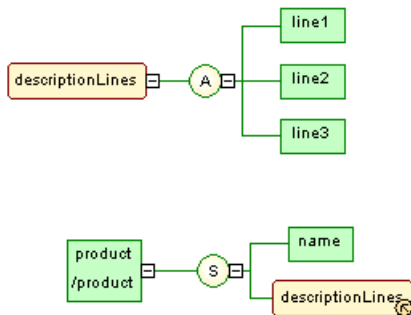 line1
descriptionLines
A
line2
line3
product
/product
S
name
descriptionLines